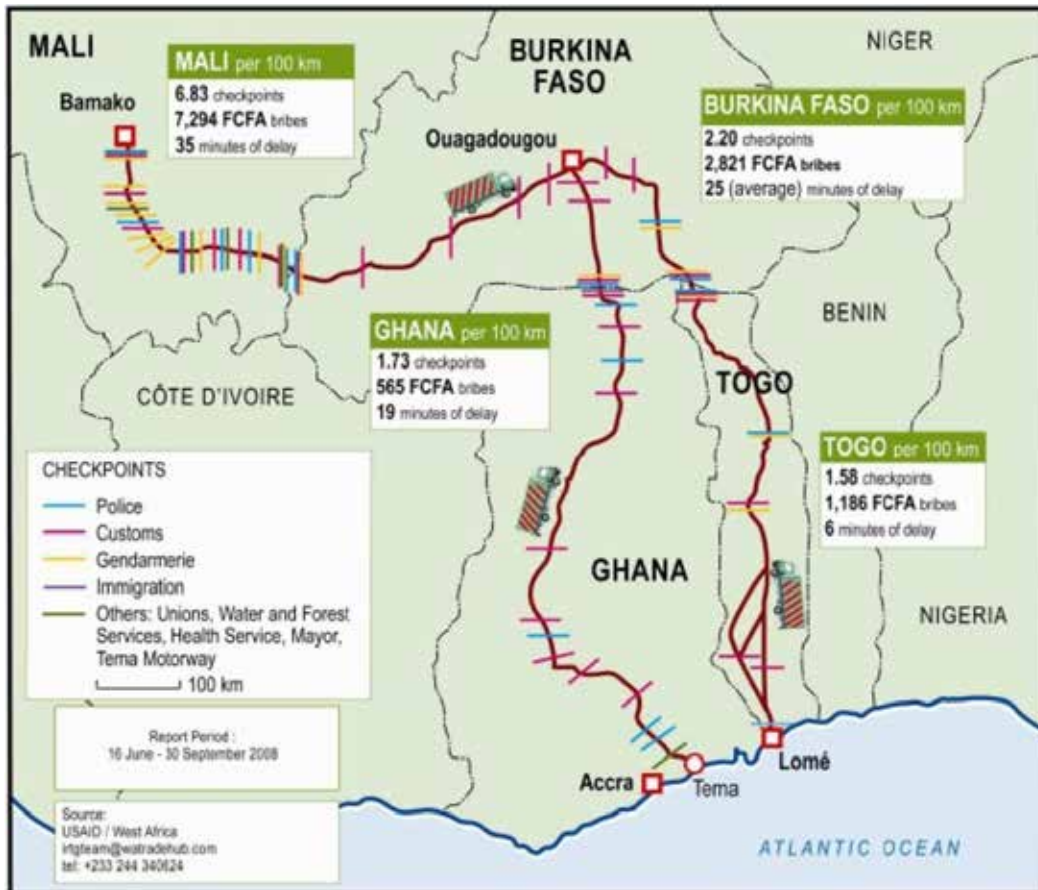 MALI
MALI per 100 km
6.83 checkpoints
7,294 FCFA bribes
35 minutes of delay
Bamako
BURKINA
FASO
NIGER
BURKINA FASO per 100 km
2.20 checkpoints
2,821 FCFA bribes
25 (average) minutes of delay
Ouagadougou
GHANA per 100 km
1.73 checkpoints
565 FCFA bribes
19 minutes of delay
BENIN
CÔTE D'IVOIRE
TOGO
TOGO per 100 km
1.58 checkpoints
1,186 FCFA bribes
6 minutes of delay
CHECKPOINTS
Police
Customs
Gendarmerie
Immigration
Others: Unions, Water and Forest
Services, Health Service, Mayor,
Tema Motorway
100 km
GHANA
NIGERIA
Report Period :
16 June - 30 September 2008
Lomé
Accra
Tema
Source:
USAID / West Africa
irtgteam@watradehub.com
tel: +233 244 340624
ATLANTIC OCEAN